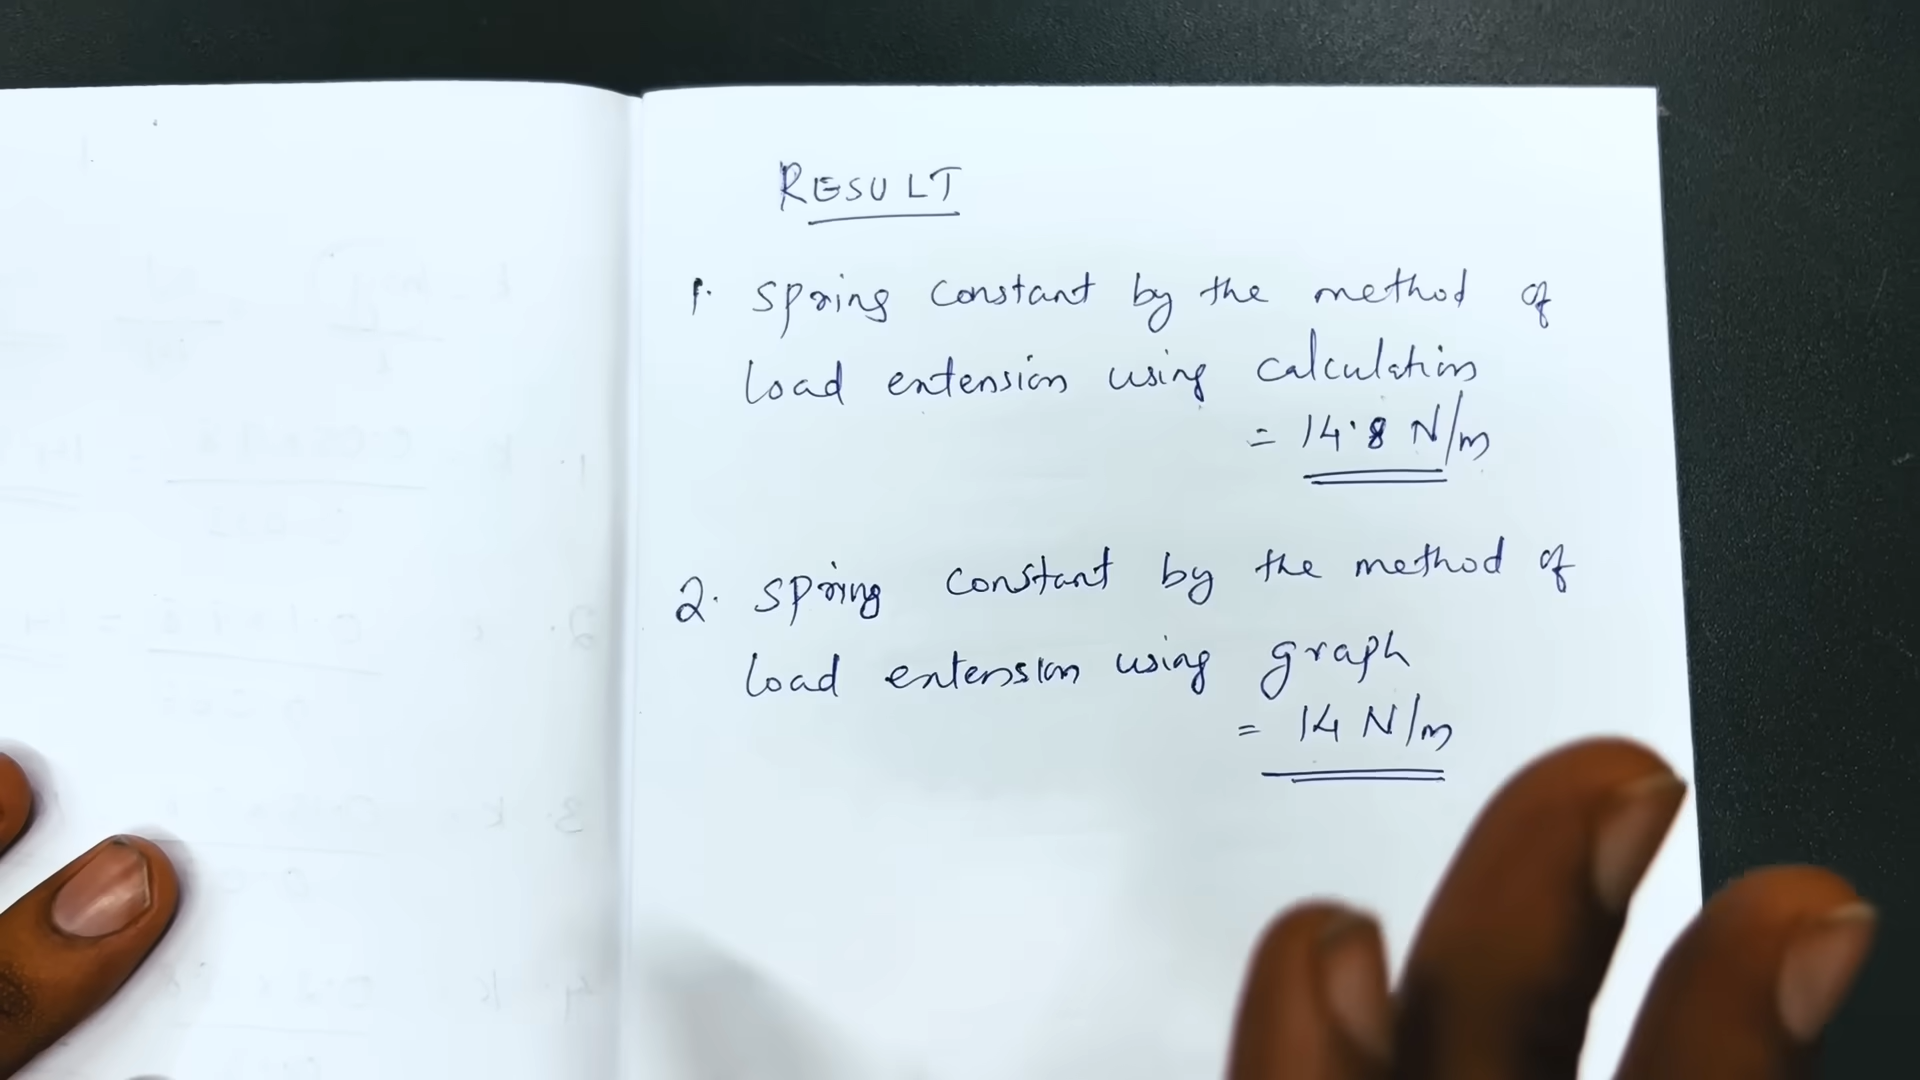 RESULT
1. Spring constant by the method of
load extension using calculation
= 14.8 N/m
2. Spring constant by the method of
load extension using graph
= 14 N/m